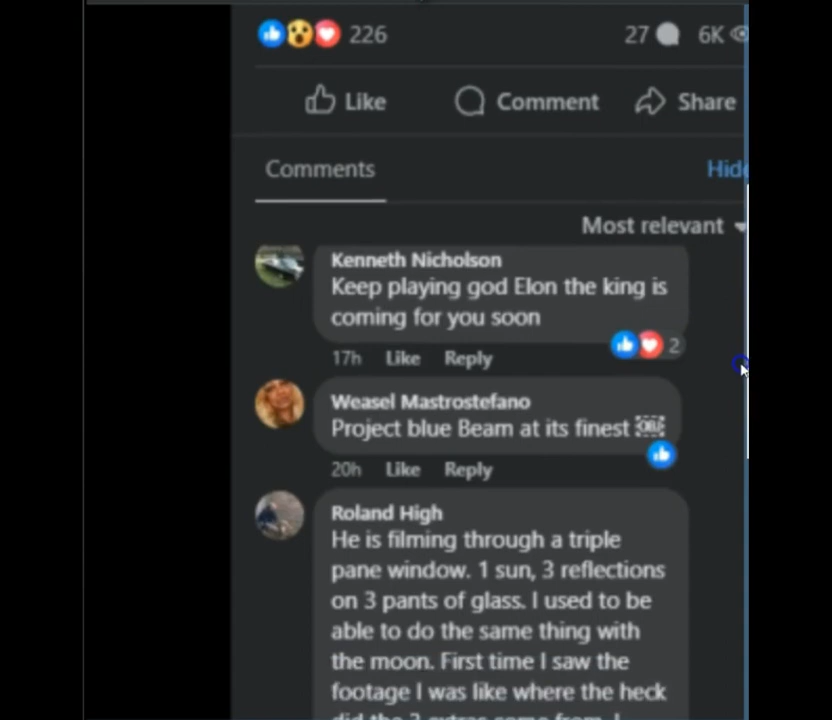 226 27 6K
Like Comment Share
Comments
Most relevant
Kenneth Nicholson
Keep playing god Elon the king is
coming for you soon
2
17h Like Reply
Weasel Mastrostefano
Project blue Beam at its finest
20h Like Reply
Roland High
He is filming through a triple
pane window. 1 sun, 3 reflections
on 3 pants of glass. I used to be
able to do the same thing with
the moon. First time I saw the
footage I was like where the heck